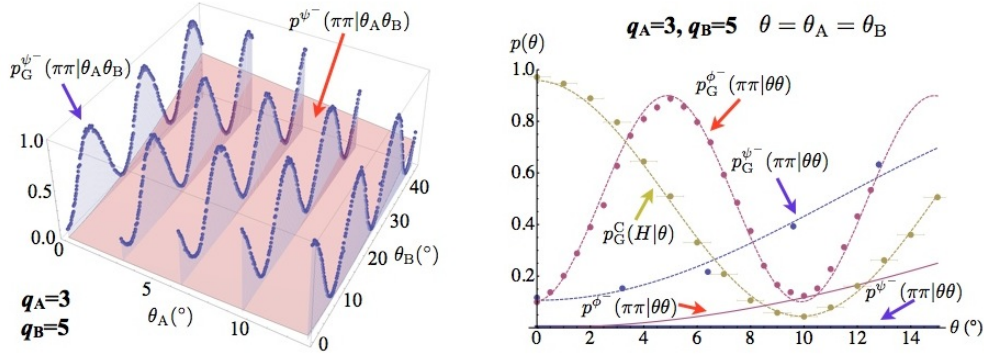 p_G^{ψ⁻}(ππ|θ_Aθ_B)
p^{ψ⁻}(ππ|θ_Aθ_B)
1.0
0.5
0.0
0
5
10
θ_A(°)
0
10
20
30
40
θ_B(°)
q_A=3
q_B=5
q_A=3, q_B=5 θ = θ_A = θ_B
p(θ)
1.0
0.8
0.6
0.4
0.2
p_G^{ϕ⁻}(ππ|θθ)
p_G^{ψ⁻}(ππ|θθ)
p_G^C(H|θ)
p^{ϕ⁻}(ππ|θθ)
p^{ψ⁻}(ππ|θθ)
0 2 4 6 8 10 12 14 θ (°)